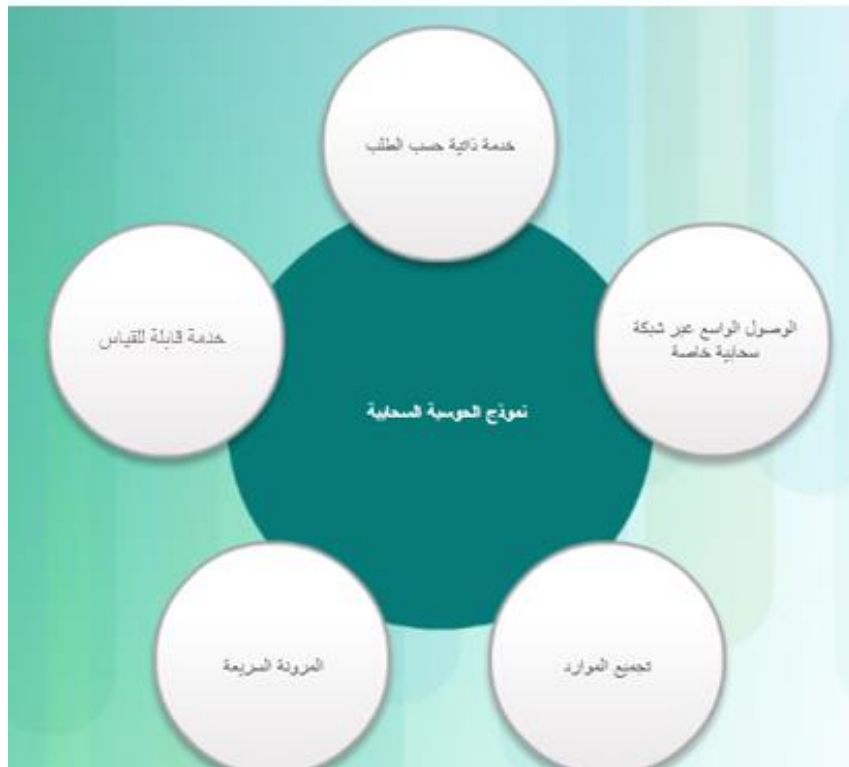 خدمة ذاتية حسب الطلب
الوصول الواسع عبر شبكة
سحابية خاصة
خدمة قابلة للقياس
نموذج الحوسبة السحابية
تجميع الموارد
المرونة السريعة